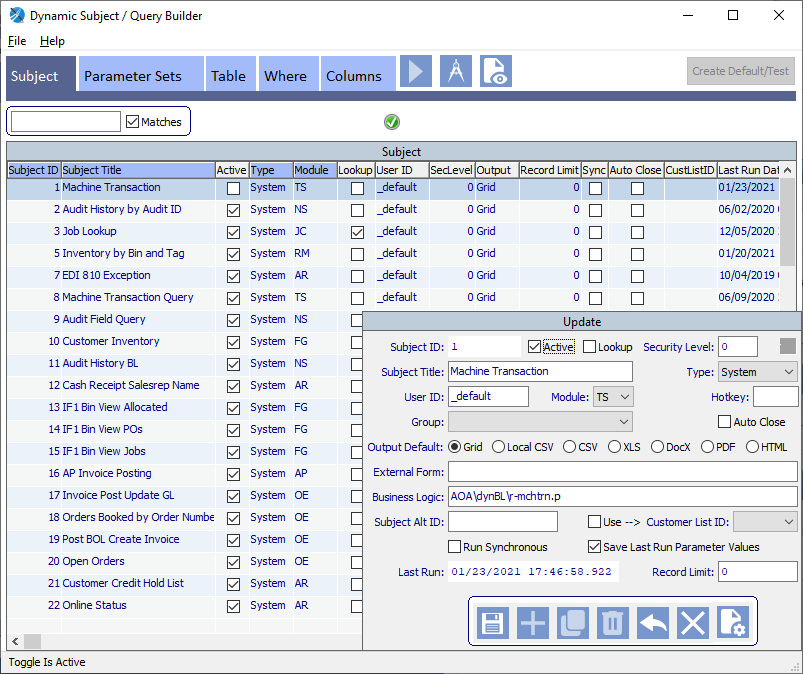 Dynamic Subject / Query Builder
File Help
Subject Parameter Sets Table Where Columns Create Default/Test
Matches
Subject
Subject ID Subject Title Active Type Module Lookup User ID SecLevel Output Record Limit Sync Auto Close CustListID Last Run Dat
1 Machine Transaction System TS _default 0 Grid 0 01/23/2021
2 Audit History by Audit ID System NS _default 0 Grid 0 06/02/2020
3 Job Lookup System JC _default 0 Grid 0 12/05/2020
5 Inventory by Bin and Tag System RM _default 0 Grid 0 01/20/2021
7 EDI 810 Exception System AR _default 0 Grid 0 10/04/2019
8 Machine Transaction Query System TS _default 0 Grid 0 06/09/2020
9 Audit Field Query System NS
10 Customer Inventory System FG
11 Audit History BL System NS
12 Cash Receipt Salesrep Name System AR
13 IF1 Bin View Allocated System FG
14 IF1 Bin View POs System FG
15 IF1 Bin View Jobs System FG
16 AP Invoice Posting System AP
17 Invoice Post Update GL System OE
18 Orders Booked by Order Numbe System OE
19 Post BOL Create Invoice System OE
20 Open Orders System OE
21 Customer Credit Hold List System AR
22 Online Status System AR
Update
Subject ID: 1 Active Lookup Security Level: 0
Subject Title: Machine Transaction Type: System
User ID: _default Module: TS Hotkey:
Group: Auto Close
Output Default: Grid Local CSV CSV XLS DocX PDF HTML
External Form:
Business Logic: AOA\dynBL\r-mchtrn.p
Subject Alt ID: Use --> Customer List ID:
Run Synchronous Save Last Run Parameter Values
Last Run: 01/23/2021 17:46:58.922 Record Limit: 0
Toggle Is Active